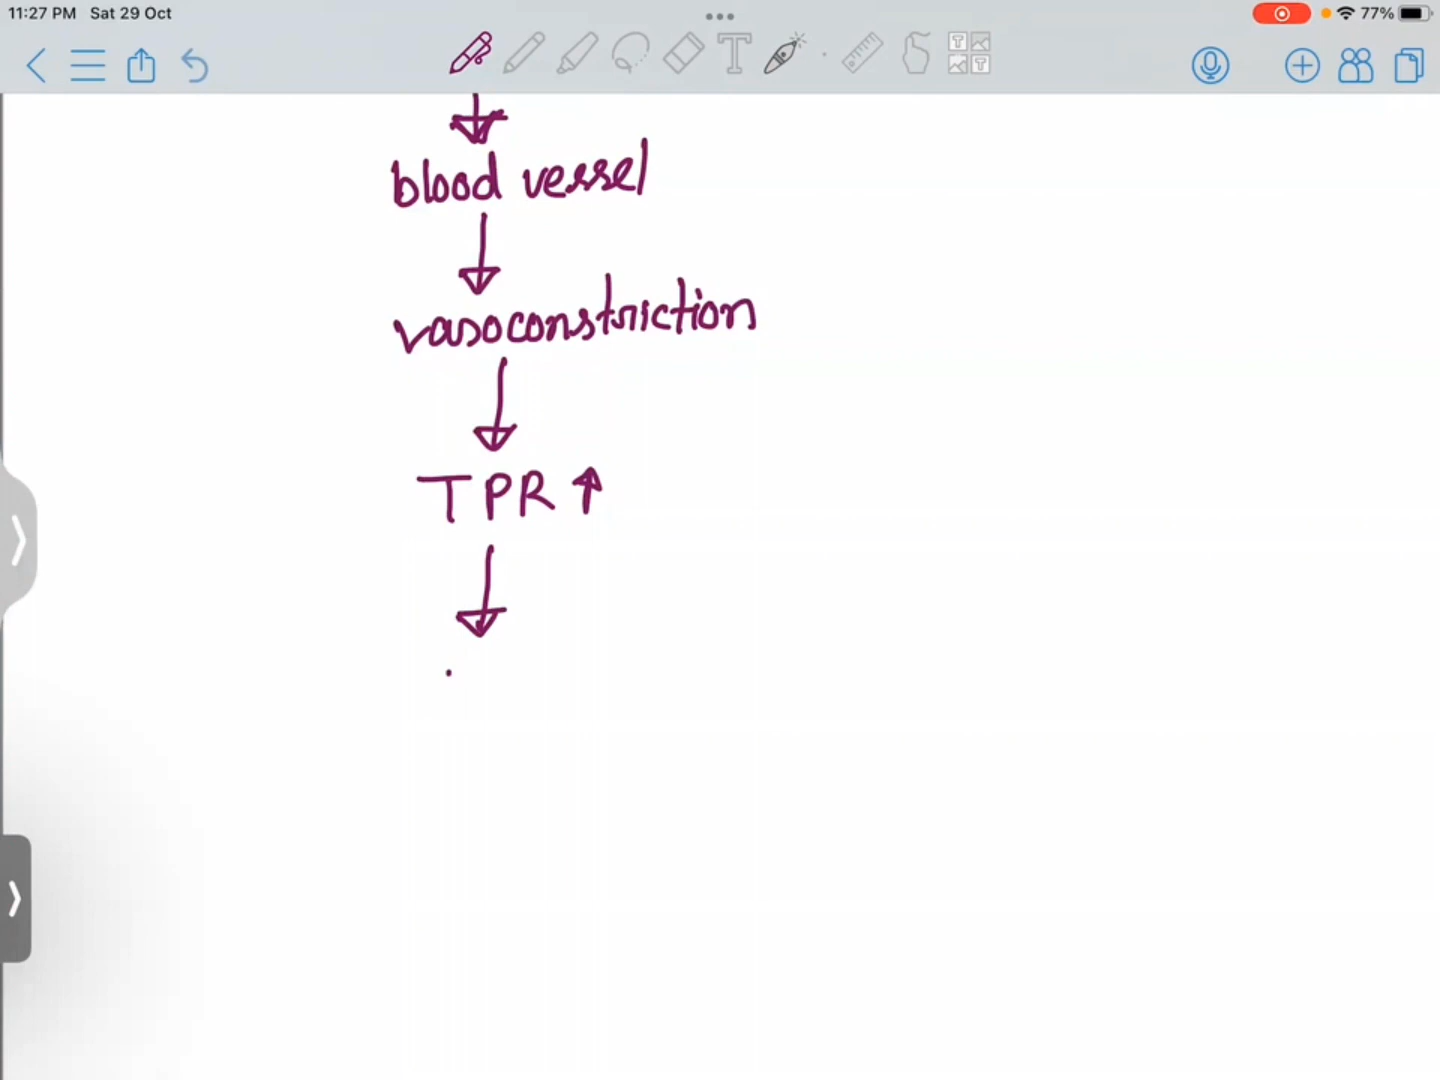 11:27 PM Sat 29 Oct
77%
T
blood vessel
vasoconstriction
TPR ↑